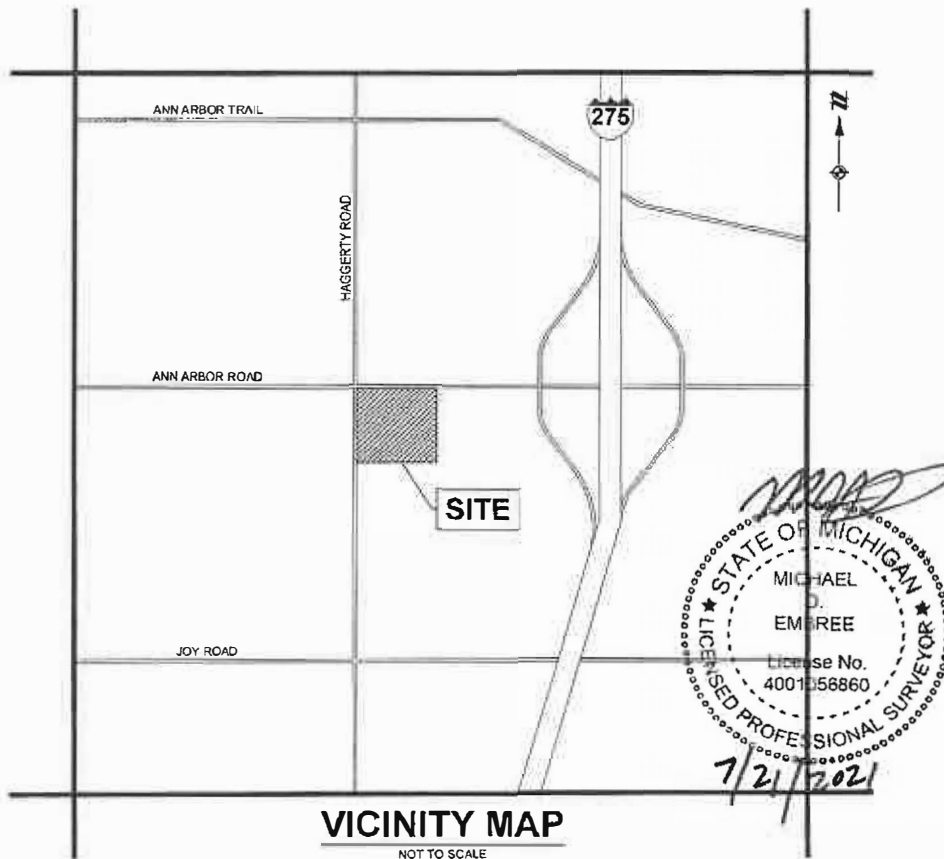 ANN ARBOR TRAIL
275
n
HAGGERTY ROAD
ANN ARBOR ROAD
SITE
STATE OF MICHIGAN
MICHAEL
D.
EMBREE
License No.
4001056860
LICENSED PROFESSIONAL SURVEYOR
JOY ROAD
7/21/2021
VICINITY MAP
NOT TO SCALE